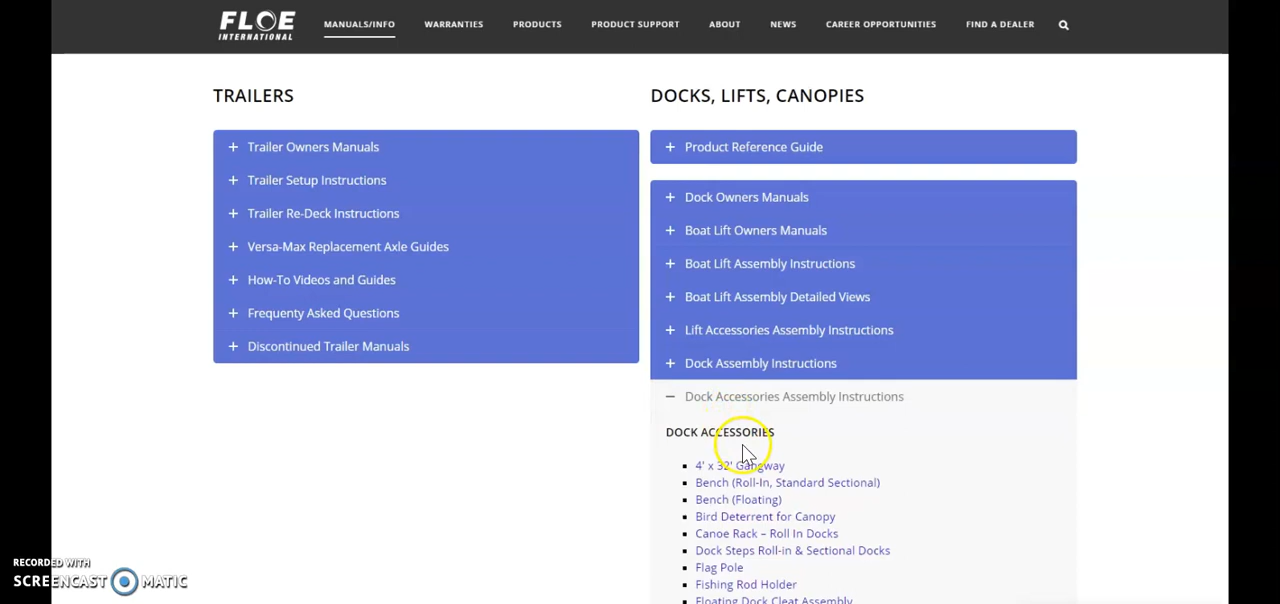 FLOE
INTERNATIONAL
MANUALS/INFO
WARRANTIES
PRODUCTS
PRODUCT SUPPORT
ABOUT
NEWS
CAREER OPPORTUNITIES
FIND A DEALER
TRAILERS
+ Trailer Owners Manuals
+ Trailer Setup Instructions
+ Trailer Re-Deck Instructions
+ Versa-Max Replacement Axle Guides
+ How-To Videos and Guides
+ Frequenty Asked Questions
+ Discontinued Trailer Manuals
DOCKS, LIFTS, CANOPIES
+ Product Reference Guide
+ Dock Owners Manuals
+ Boat Lift Owners Manuals
+ Boat Lift Assembly Instructions
+ Boat Lift Assembly Detailed Views
+ Lift Accessories Assembly Instructions
+ Dock Assembly Instructions
− Dock Accessories Assembly Instructions
DOCK ACCESSORIES
4' x 32' Gangway
Bench (Roll-In, Standard Sectional)
Bench (Floating)
Bird Deterrent for Canopy
Canoe Rack – Roll In Docks
Dock Steps Roll-in & Sectional Docks
Flag Pole
Fishing Rod Holder
Floating Dock Cleat Assembly
RECORDED WITH
SCREENCAST MATIC